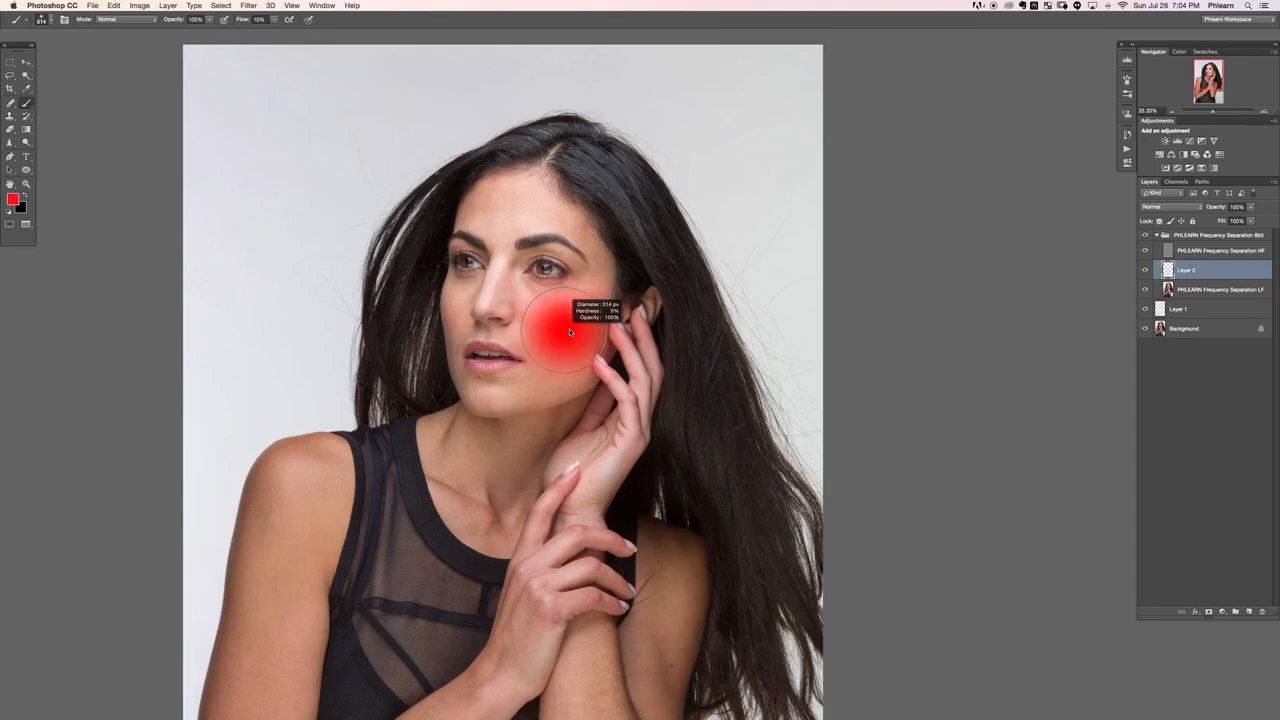 Photoshop CC File Edit Image Layer Type Select Filter 3D View Window Help Sun Jul 26 7:04 PM Phlearn
514 Mode: Normal Opacity: 100% Flow: 10% Phlearn Workspace
Navigator Color Swatches
33.33%
Adjustments
Add an adjustment
Layers Channels Paths
Kind
Normal Opacity: 100%
Lock: Fill: 100%
PHLEARN Frequency Separation 8bit
PHLEARN Frequency Separation HF
Layer 2
PHLEARN Frequency Separation LF
Layer 1
Background
Diameter: 514 px
Hardness: 0%
Opacity: 100%